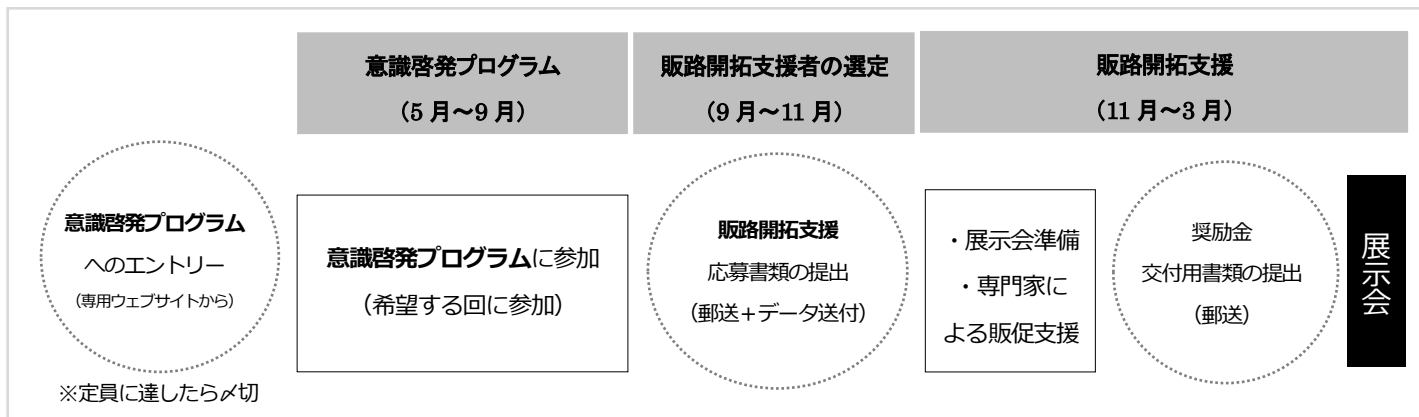 意識啓発プログラム
（5 月～9 月）
販路開拓支援者の選定
（9 月～11 月）
販路開拓支援
（11 月～3 月）
意識啓発プログラム
へのエントリー
（専用ウェブサイトから）
※定員に達したら〆切
意識啓発プログラムに参加
（希望する回に参加）
販路開拓支援
応募書類の提出
（郵送＋データ送付）
・展示会準備
・専門家に
よる販促支援
奨励金
交付用書類の提出
（郵送）
展示会